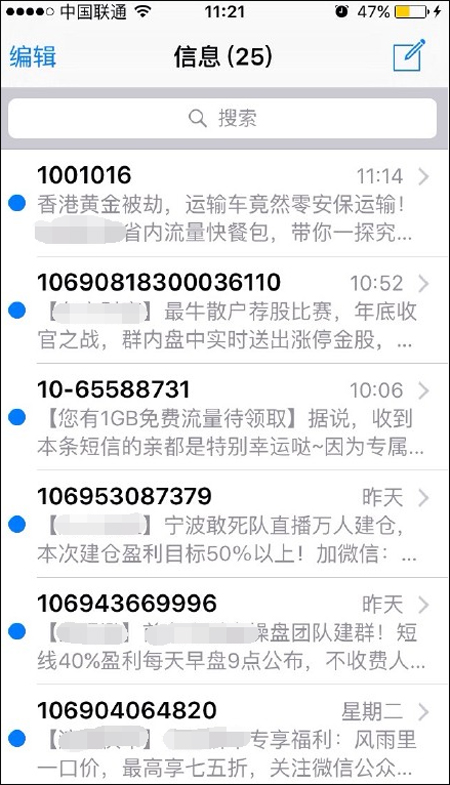 中国联通 11:21 47%
编辑 信息 (25)
搜索
1001016 11:14
香港黄金被劫，运输车竟然零安保运输！
省内流量快餐包，带你一探究...
10690818300036110 10:52
【 】最牛散户荐股比赛，年底收
官之战，群内盘中实时送出涨停金股，...
10-65588731 10:06
【您有1GB免费流量待领取】据说，收到
本条短信的亲都是特别幸运哒~因为专属...
106953087379 昨天
【 】宁波敢死队直播万人建仓，
本次建仓盈利目标50%以上！加微信：...
106943669996 昨天
【 】 操盘团队建群！短
线40%盈利每天早盘9点公布，不收费人...
106904064820 星期二
【 】 专享福利：风雨里
一口价，最高享七五折，关注微信公众...